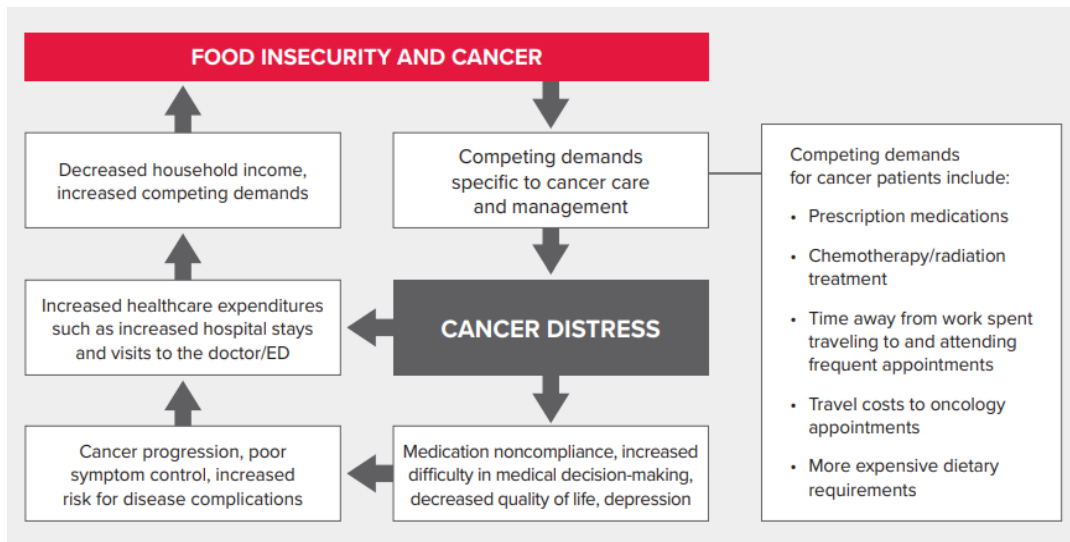 FOOD INSECURITY AND CANCER
Decreased household income,
increased competing demands
Competing demands
specific to cancer care
and management
Increased healthcare expenditures
such as increased hospital stays
and visits to the doctor/ED
CANCER DISTRESS
Cancer progression, poor
symptom control, increased
risk for disease complications
Medication noncompliance, increased
difficulty in medical decision-making,
decreased quality of life, depression
Competing demands
for cancer patients include:
• Prescription medications
• Chemotherapy/radiation
treatment
• Time away from work spent
traveling to and attending
frequent appointments
• Travel costs to oncology
appointments
• More expensive dietary
requirements